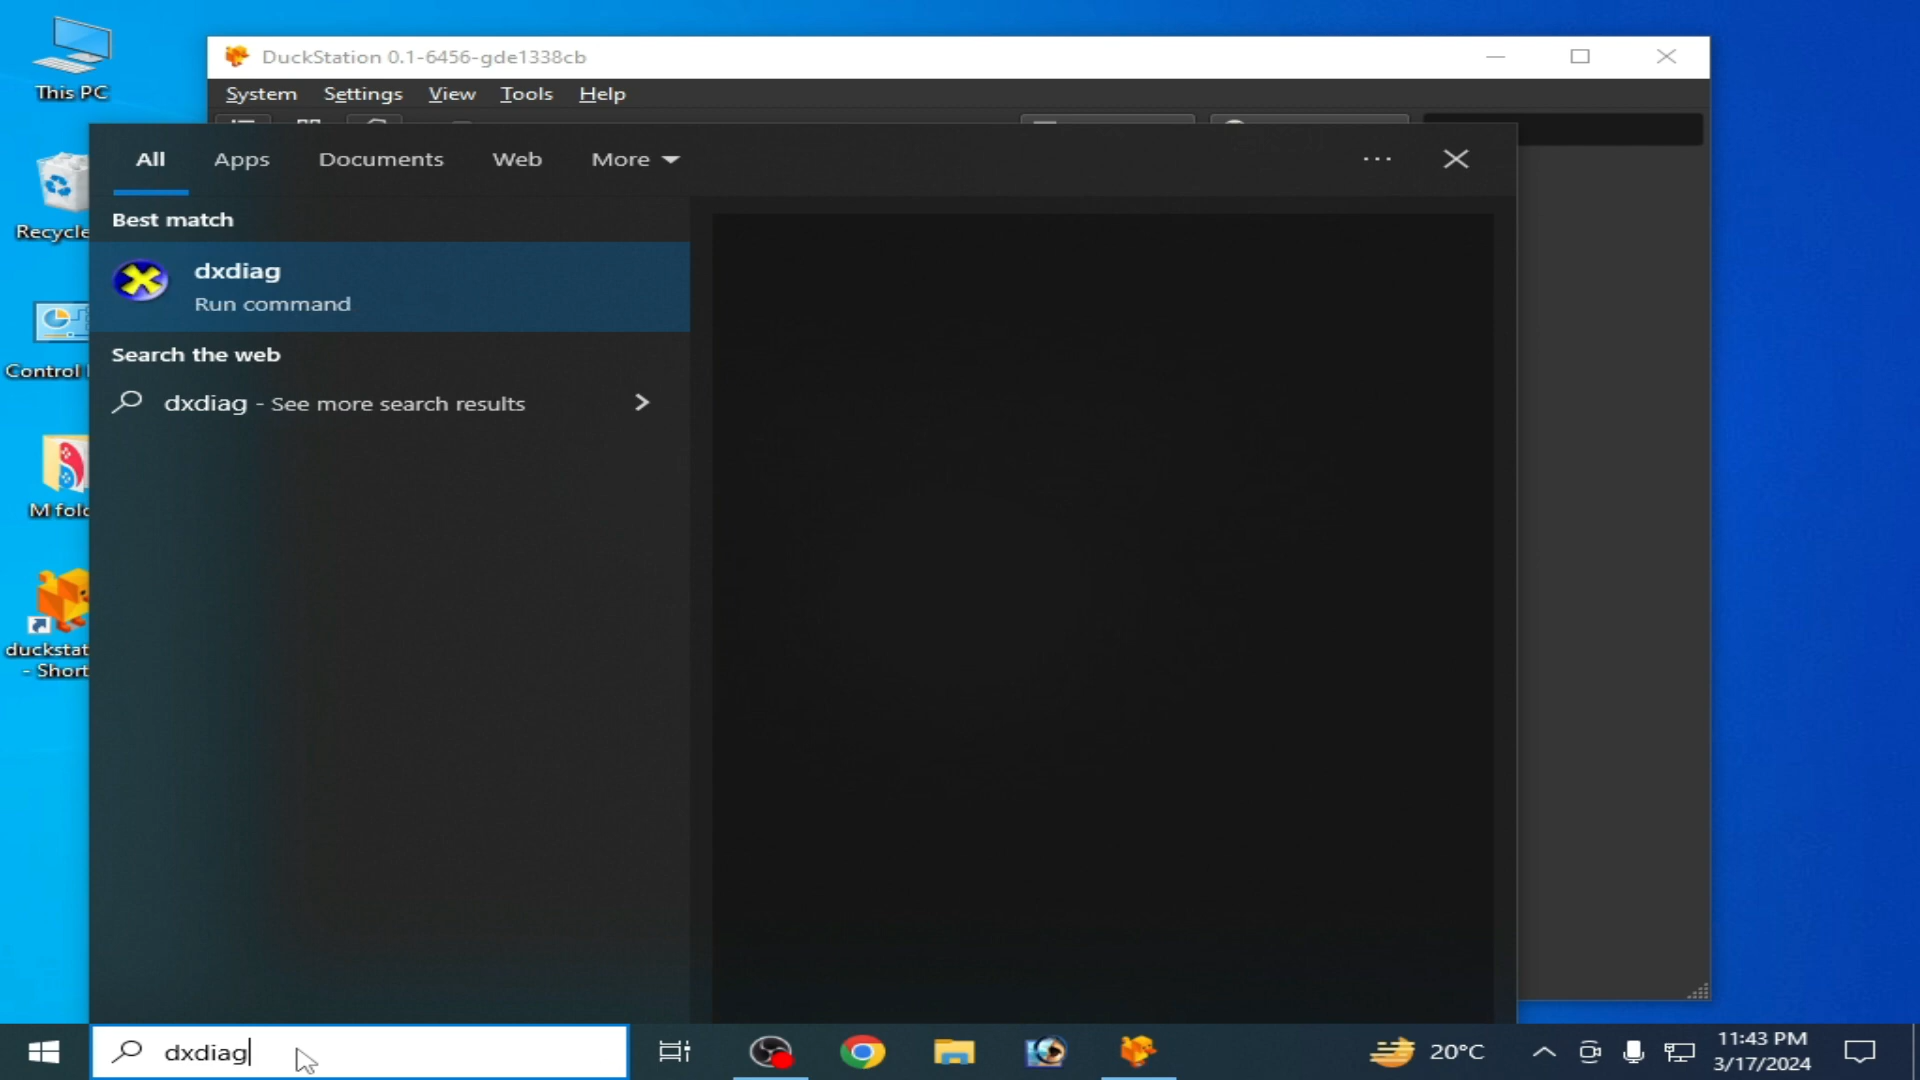 This PC
DuckStation 0.1-6456-gde1338cb
System Settings View Tools Help
All Apps Documents Web More
Best match
Recycle
dxdiag
Run command
Search the web
Control
dxdiag - See more search results
M fold
duckstat
- Short
dxdiag
20°C
11:43 PM
3/17/2024